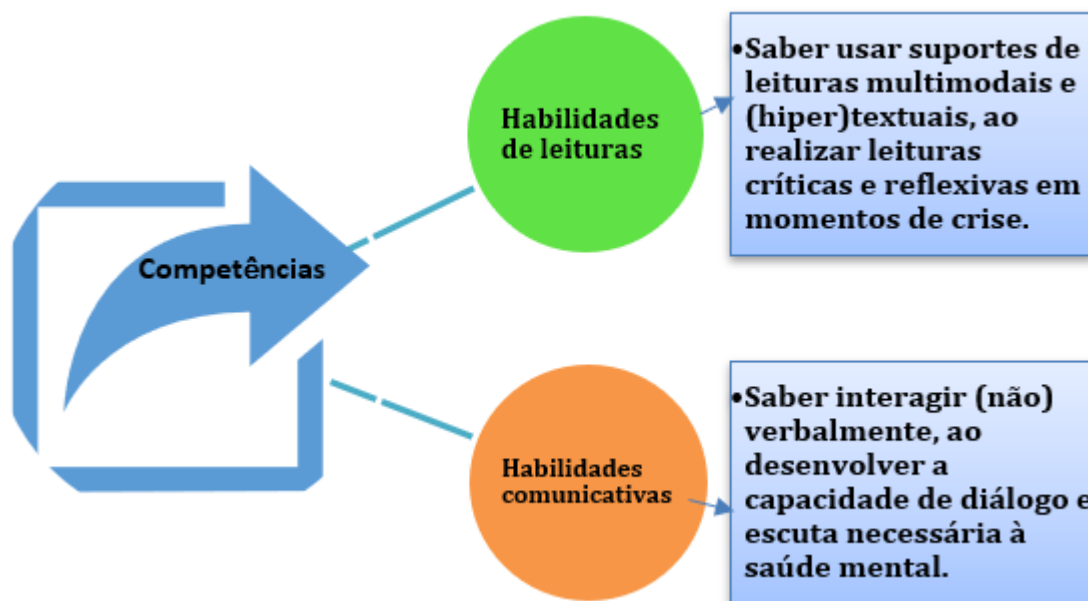 Competências
Habilidades
de leituras
•Saber usar suportes de
leituras multimodais e
(hiper)textuais, ao
realizar leituras
críticas e reflexivas em
momentos de crise.
Habilidades
comunicativas
•Saber interagir (não)
verbalmente, ao
desenvolver a
capacidade de diálogo e
escuta necessária à
saúde mental.